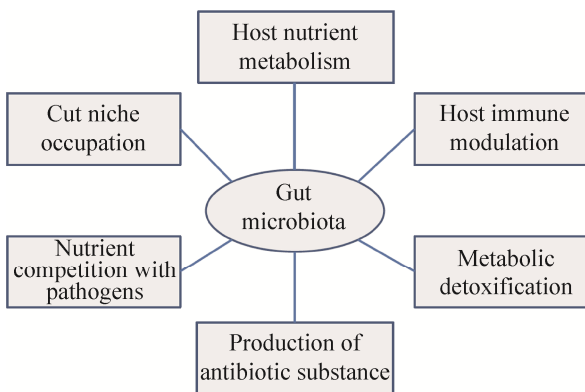 Host nutrient
metabolism
Cut niche
occupation
Host immune
modulation
Gut
microbiota
Nutrient
competition with
pathogens
Metabolic
detoxification
Production of
antibiotic substance